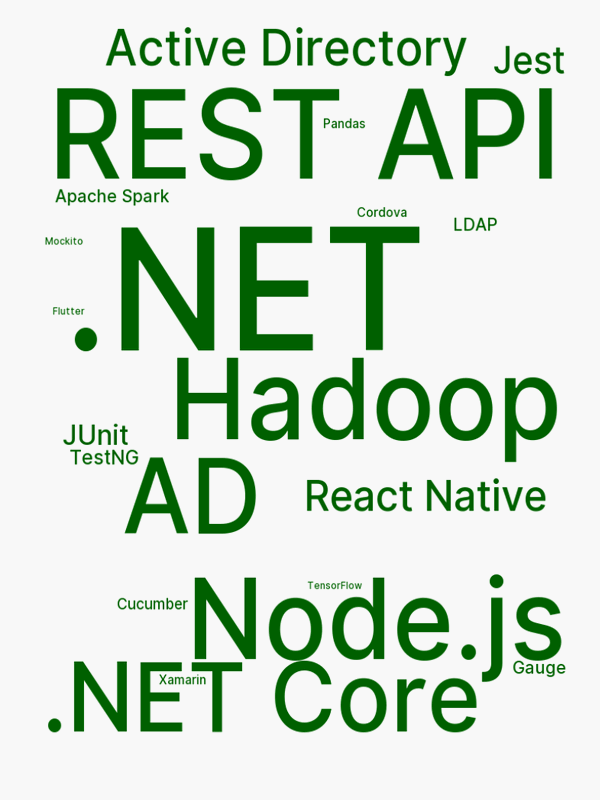 Active Directory
Jest
REST API
Pandas
Apache Spark
Cordova
LDAP
Mockito
.NET
Flutter
Hadoop
JUnit
TestNG
AD
React Native
TensorFlow
Node.js
Cucumber
Gauge
Xamarin
.NET Core